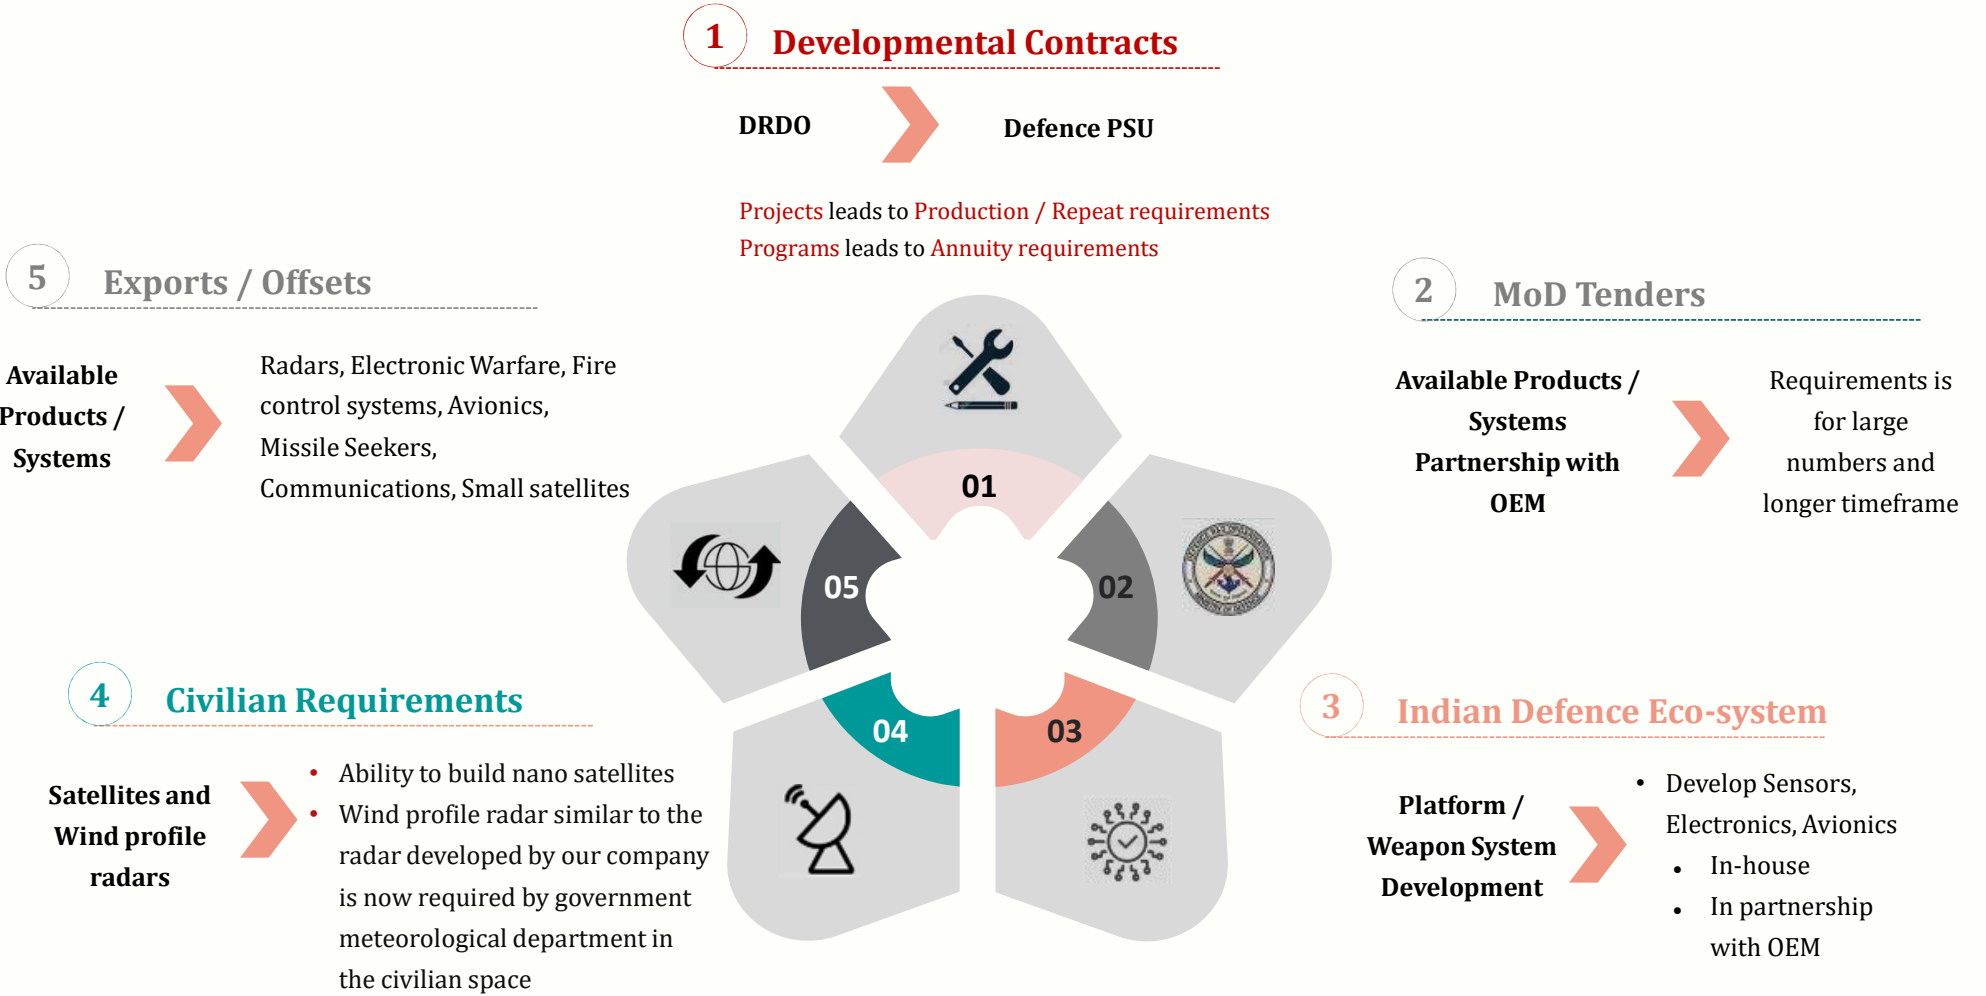 1
Developmental Contracts
DRDO
Defence PSU
Projects leads to Production / Repeat requirements
Programs leads to Annuity requirements
2
MoD Tenders
Available Products /
Systems
Partnership with
OEM
Requirements is
for large
numbers and
longer timeframe
3
Indian Defence Eco-system
Platform /
Weapon System
Development
• Develop Sensors,
Electronics, Avionics
• In-house
• In partnership
with OEM
4
Civilian Requirements
Satellites and
Wind profile
radars
• Ability to build nano satellites
• Wind profile radar similar to the
radar developed by our company
is now required by government
meteorological department in
the civilian space
5
Exports / Offsets
Available
Products /
Systems
Radars, Electronic Warfare, Fire
control systems, Avionics,
Missile Seekers,
Communications, Small satellites
01
02
MINISTRY OF DEFENCE
03
04
05